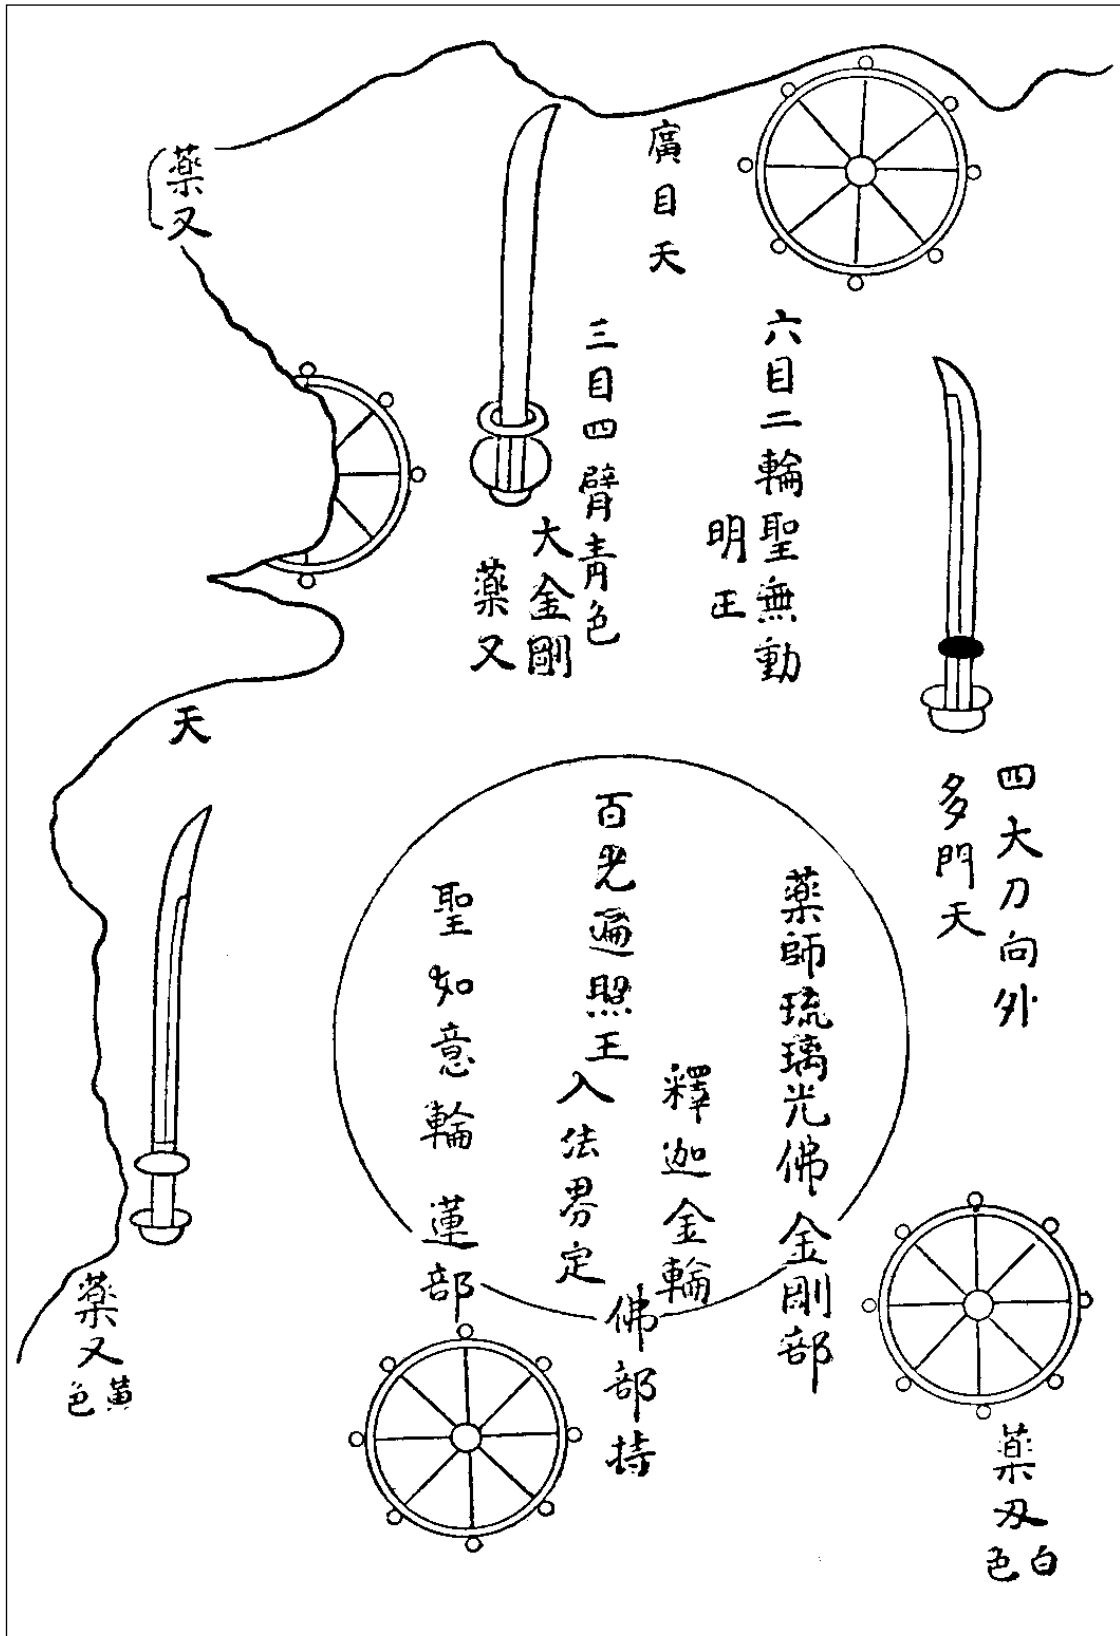 廣目天
六目二輪聖無動
明王
三目四臂青色
大金剛
藥叉
藥叉
四大刀向外
多門天
天
藥師琉璃光佛 金剛部
釋迦金輪
佛部持
百光遍照王
入法界定
聖如意輪 蓮部
藥叉
白色
藥叉
黃色